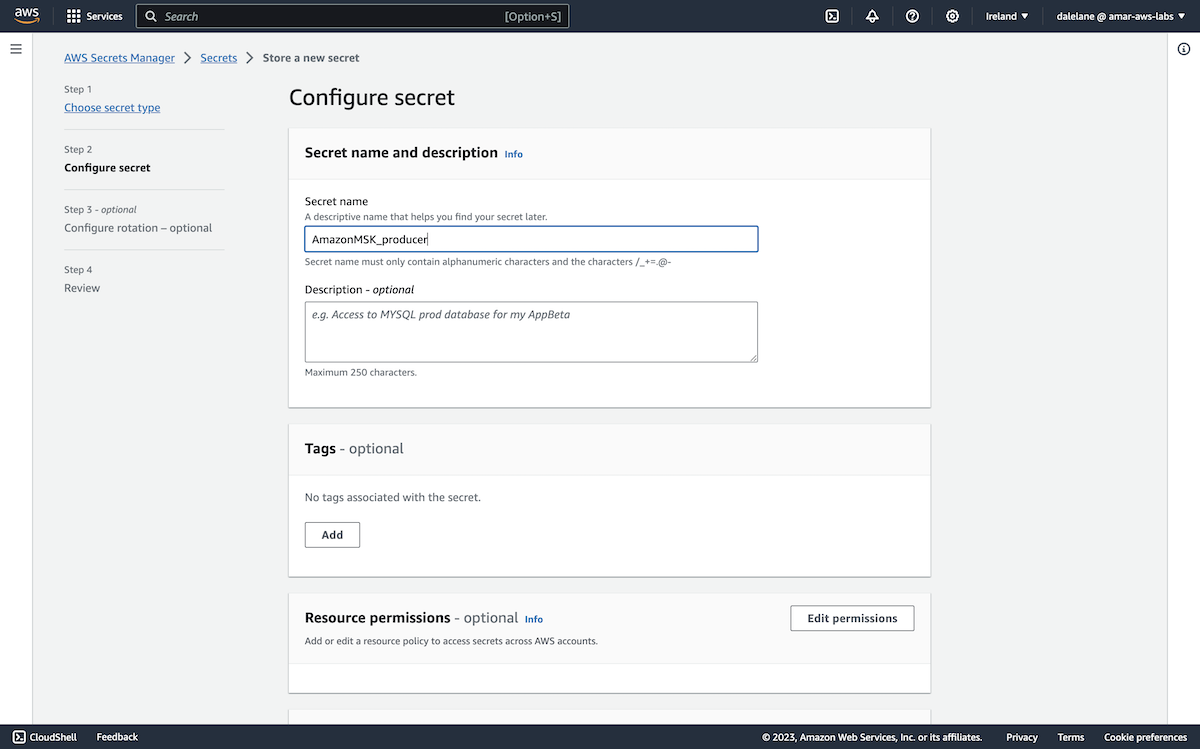 aws
Services
Search
[Option+S]
Ireland ▼
dalelane @ amar-aws-labs ▼
AWS Secrets Manager > Secrets > Store a new secret
Step 1
Choose secret type
Step 2
Configure secret
Step 3 - optional
Configure rotation – optional
Step 4
Review
Configure secret
Secret name and description Info
Secret name
A descriptive name that helps you find your secret later.
AmazonMSK_producer
Secret name must only contain alphanumeric characters and the characters /_+=.@-
Description - optional
e.g. Access to MYSQL prod database for my AppBeta
Maximum 250 characters.
Tags - optional
No tags associated with the secret.
Add
Resource permissions - optional Info
Edit permissions
Add or edit a resource policy to access secrets across AWS accounts.
CloudShell
Feedback
© 2023, Amazon Web Services, Inc. or its affiliates.
Privacy
Terms
Cookie preferences